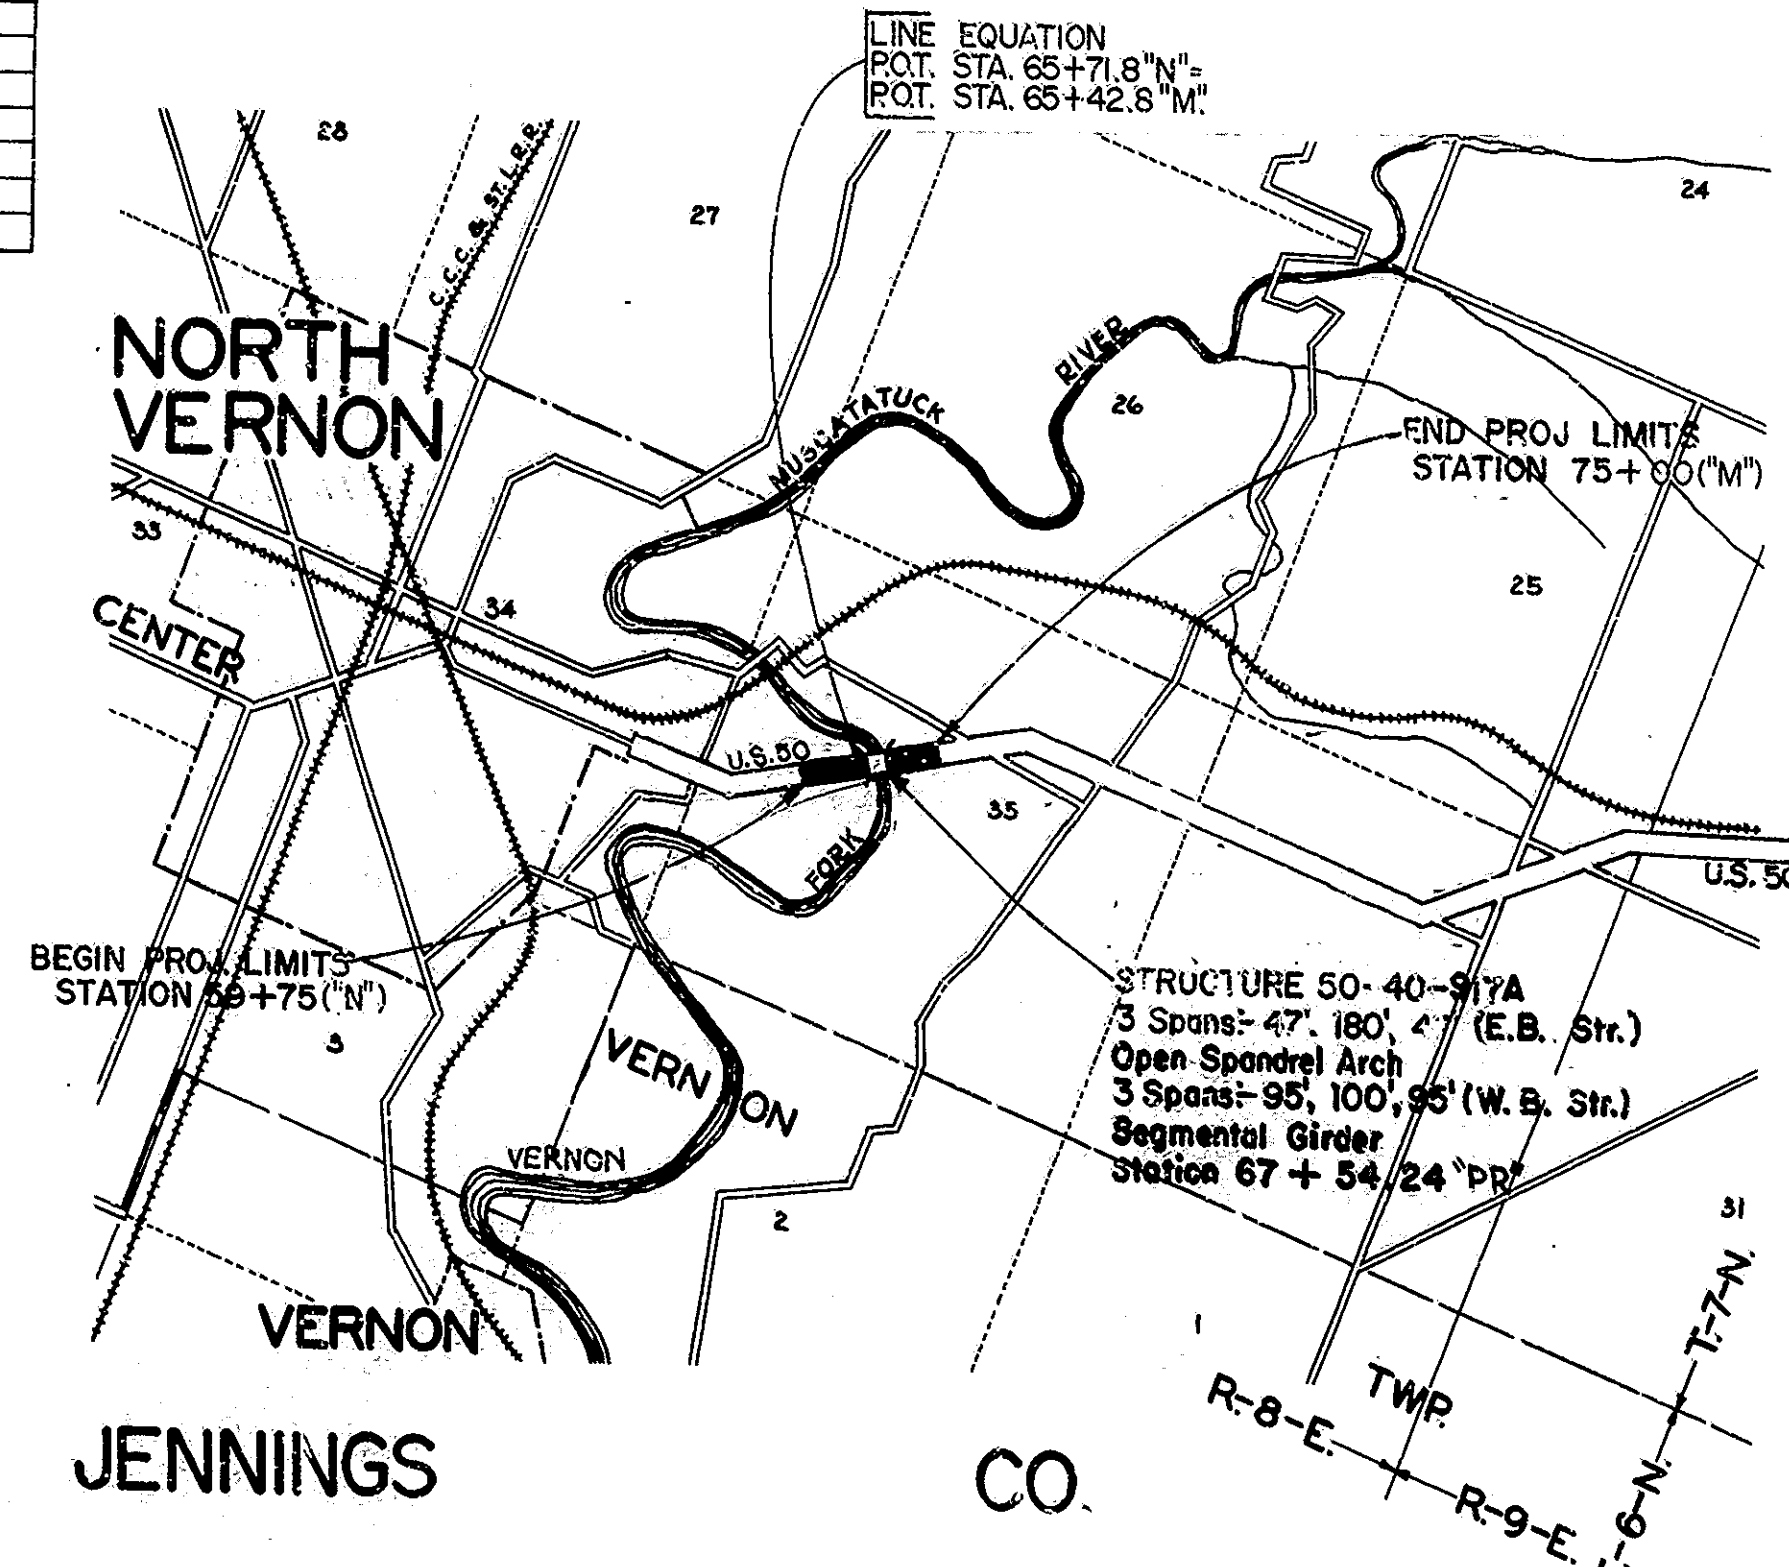 LINE EQUATION
P.O.T. STA. 65+71.8 "N"=
P.O.T. STA. 65+42.8 "M".
28
C.C.C. & ST. L. R.R.
27
24
NORTH
VERNON
MUSCATATUCK
RIVER
26
END PROJ LIMITS
STATION 75+00("M")
33
34
25
CENTER
U.S. 50
35
FORK
U.S. 50
BEGIN PROJ. LIMITS
STATION 59+75("N")
3
STRUCTURE 50-40-917A
3 Spans:- 47', 180', (E.B. Str.)
Open Spandrel Arch
3 Spans:- 95', 100', 95' (W.B. Str.)
Segmental Girder
Station 67 + 54.24 "PR"
VERNON
VERNON
2
31
T-7-N.
VERNON
1
TWP.
R-8-E.
R-9-E.
-6-N.
JENNINGS CO.